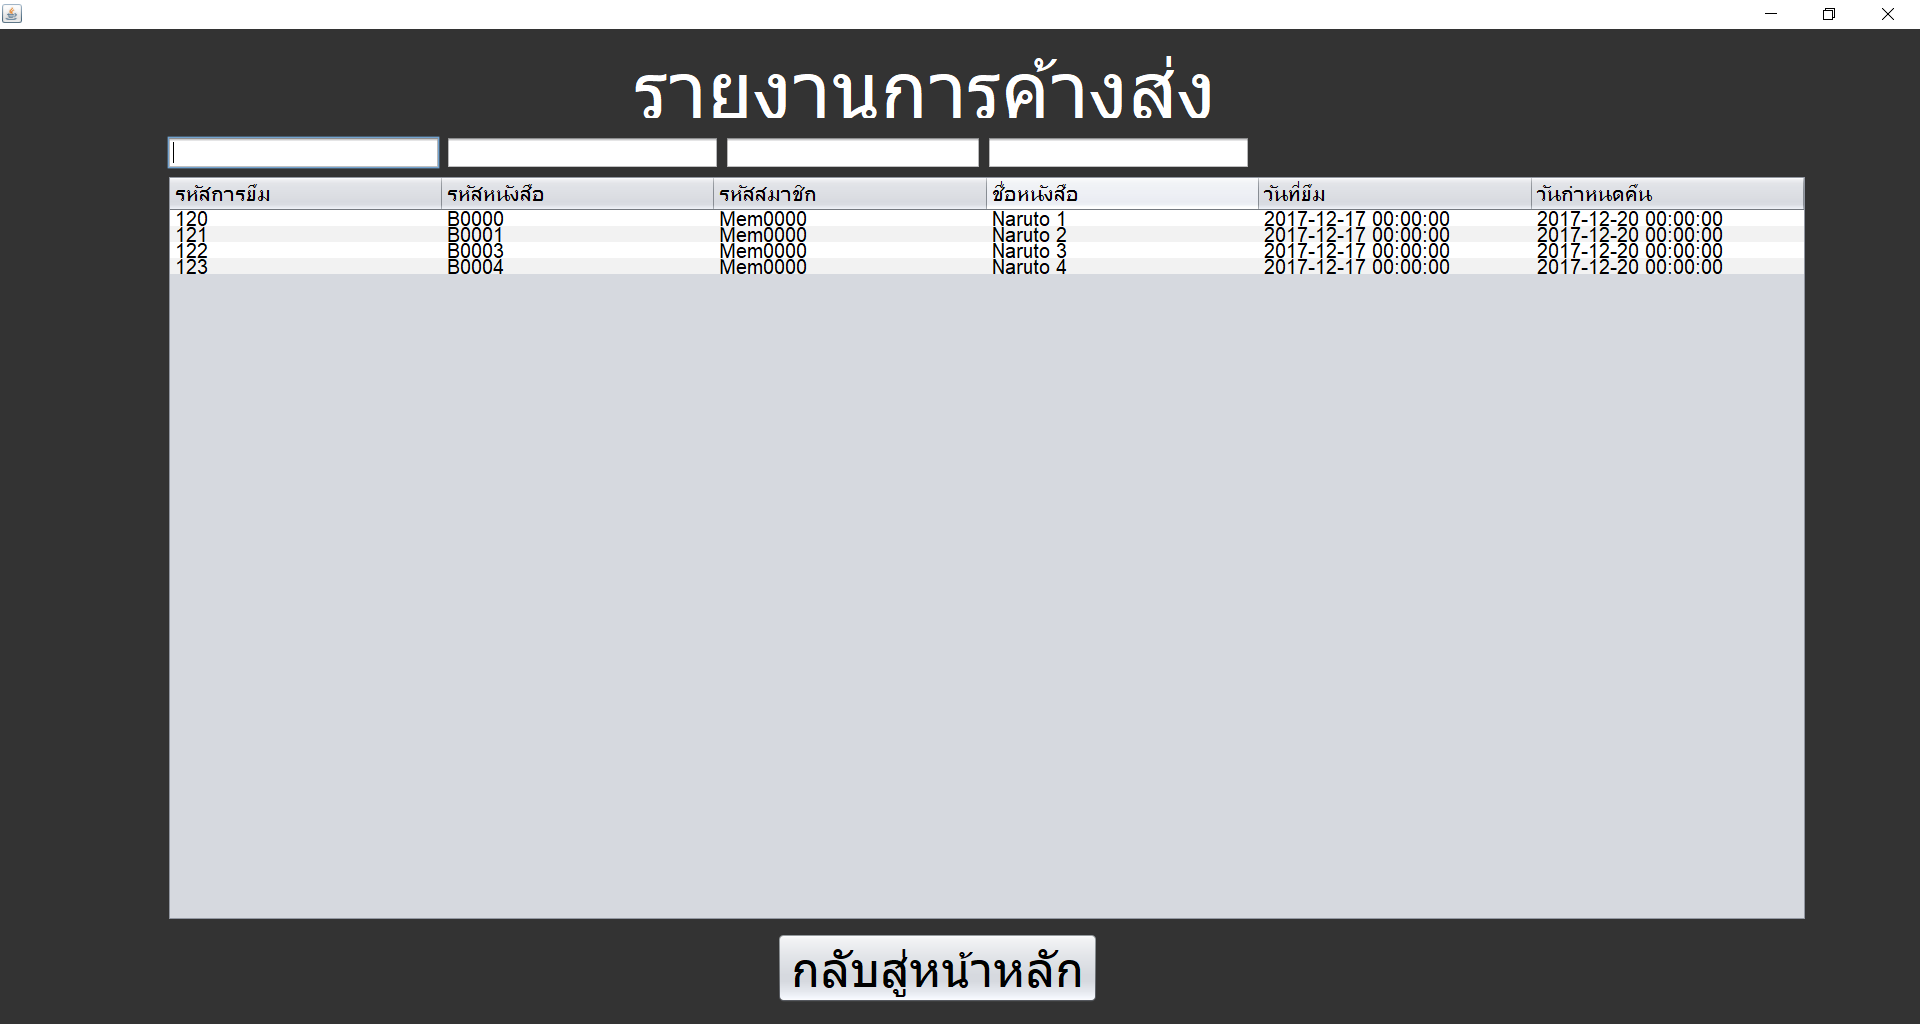 รายงานการค้างส่ง
รหัสการยืม รหัสหนังสือ รหัสสมาชิก ชื่อหนังสือ วันที่ยืม วันกำหนดคืน
120 B0000 Mem0000 Naruto 1 2017-12-17 00:00:00 2017-12-20 00:00:00
121 B0001 Mem0000 Naruto 2 2017-12-17 00:00:00 2017-12-20 00:00:00
122 B0003 Mem0000 Naruto 3 2017-12-17 00:00:00 2017-12-20 00:00:00
123 B0004 Mem0000 Naruto 4 2017-12-17 00:00:00 2017-12-20 00:00:00
กลับสู่หน้าหลัก